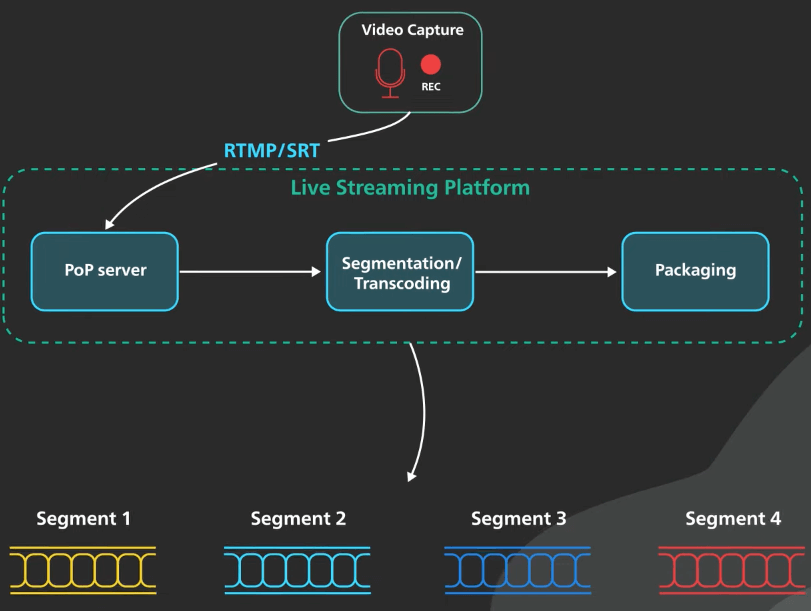 Video Capture
REC
RTMP/SRT
Live Streaming Platform
PoP server
Segmentation/
Transcoding
Packaging
Segment 1
Segment 2
Segment 3
Segment 4